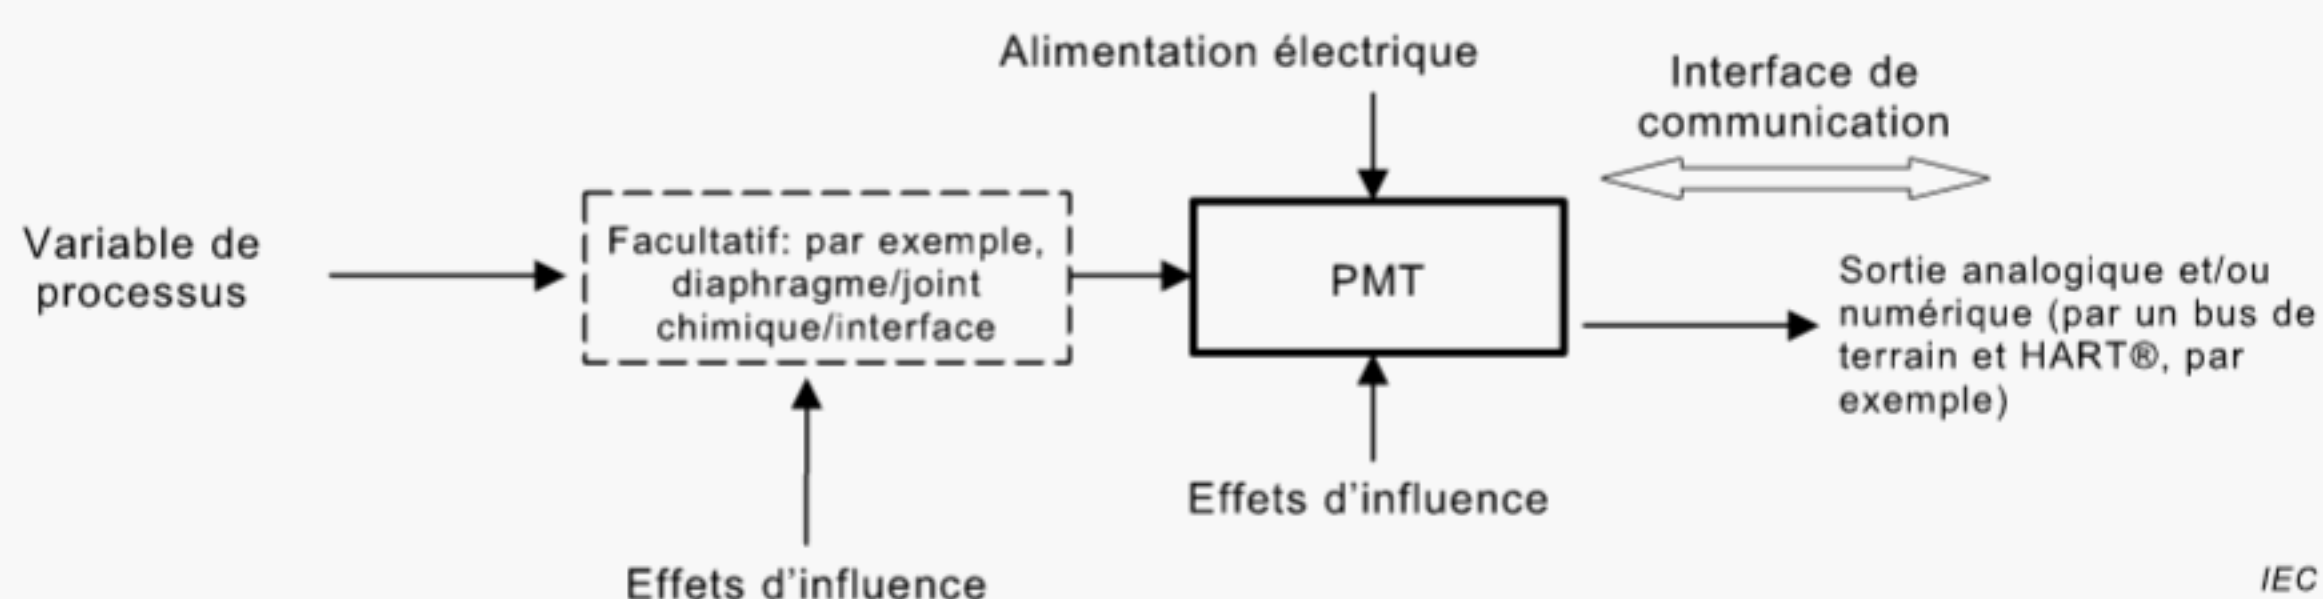 Alimentation électrique
Interface de
communication
Variable de
processus
Facultatif: par exemple,
diaphragme/joint
chimique/interface
PMT
Sortie analogique et/ou
numérique (par un bus de
terrain et HART®, par
exemple)
Effets d'influence
Effets d'influence
IEC